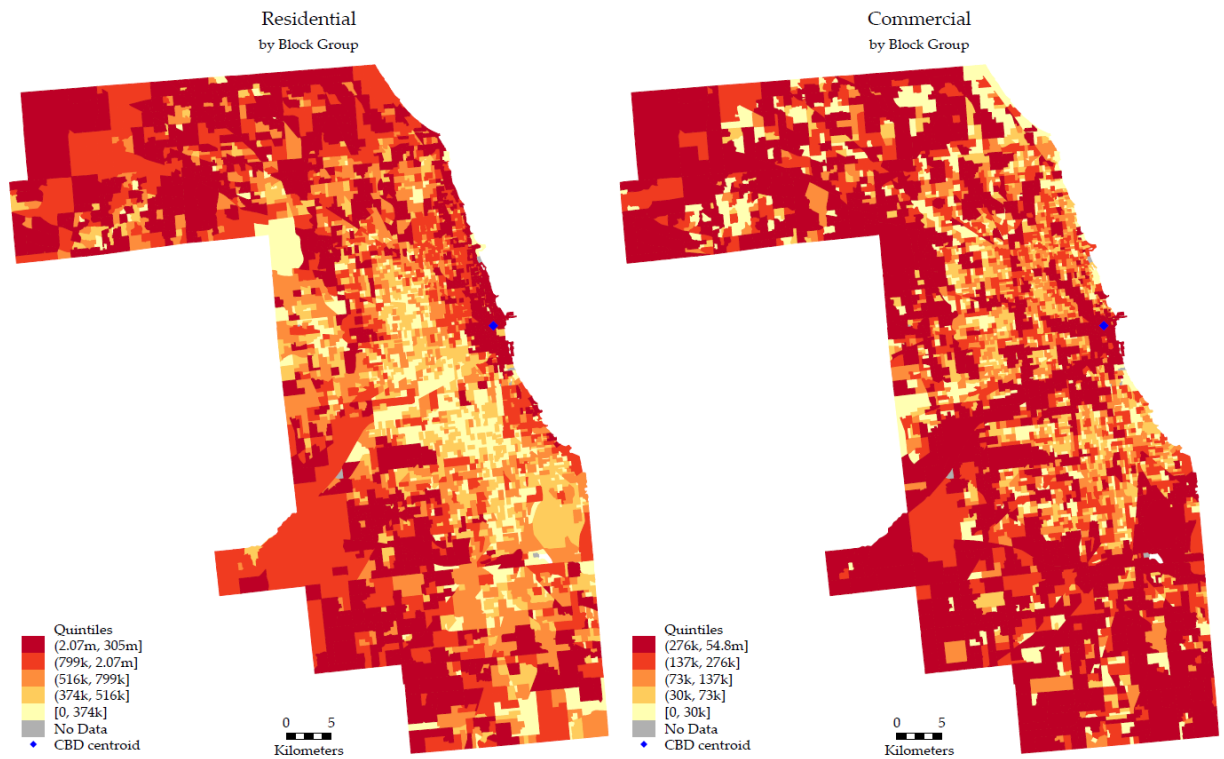 Residential
by Block Group
Quintiles
(2.07m, 305m]
(799k, 2.07m]
(516k, 799k]
(374k, 516k]
[0, 374k]
No Data
CBD centroid
0 5
Kilometers
Commercial
by Block Group
Quintiles
(276k, 54.8m]
(137k, 276k]
(73k, 137k]
(30k, 73k]
[0, 30k]
No Data
CBD centroid
0 5
Kilometers